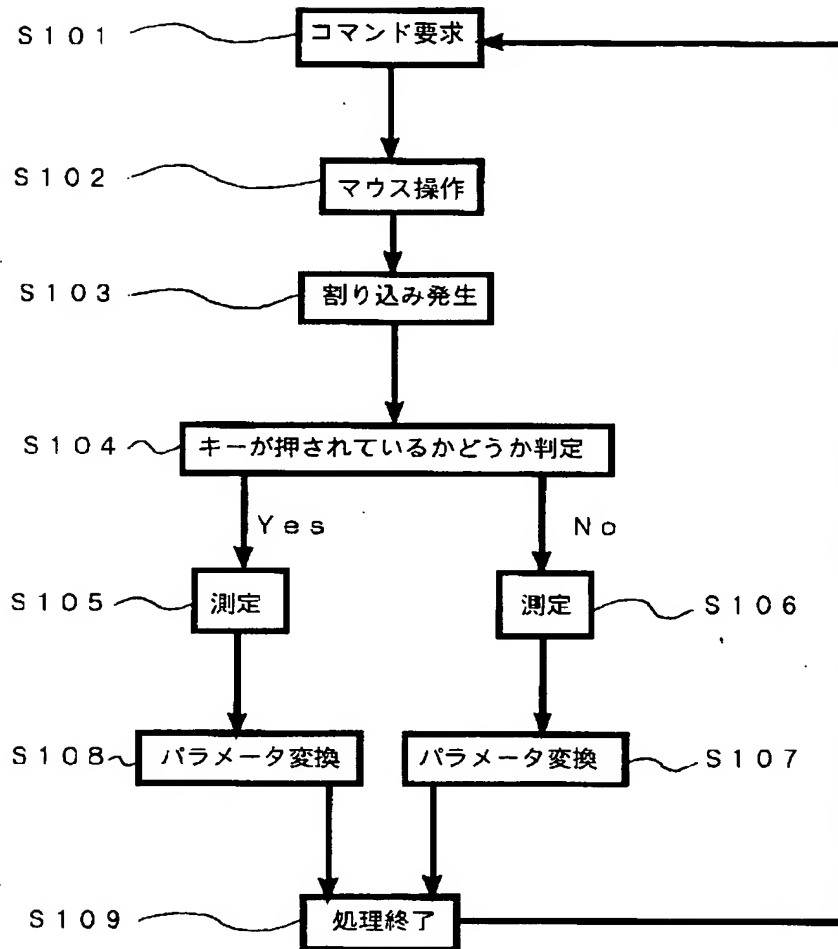 S101
コマンド要求
S102
マウス操作
S103
割り込み発生
S104
キーが押されているかどうか判定
Yes
No
S105
測定
測定
S106
S108
パラメータ変換
パラメータ変換
S107
S109
処理終了